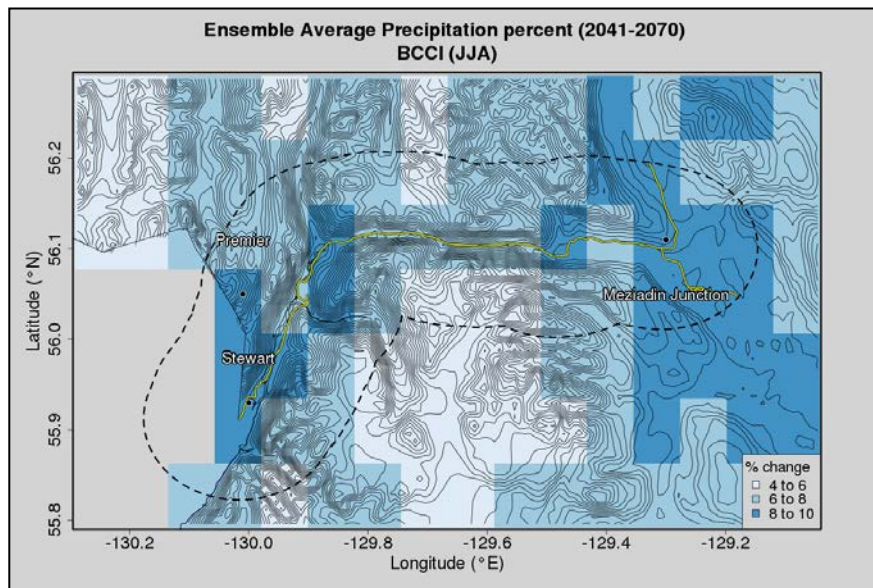 Ensemble Average Precipitation percent (2041-2070)
BCCI (JJA)
Latitude (°N)
56.2
56.1
56.0
55.9
55.8
Premier
Stewart
Meziadin Junction
% change
4 to 6
6 to 8
8 to 10
-130.2
-130.0
-129.8
-129.6
-129.4
-129.2
Longitude (°E)